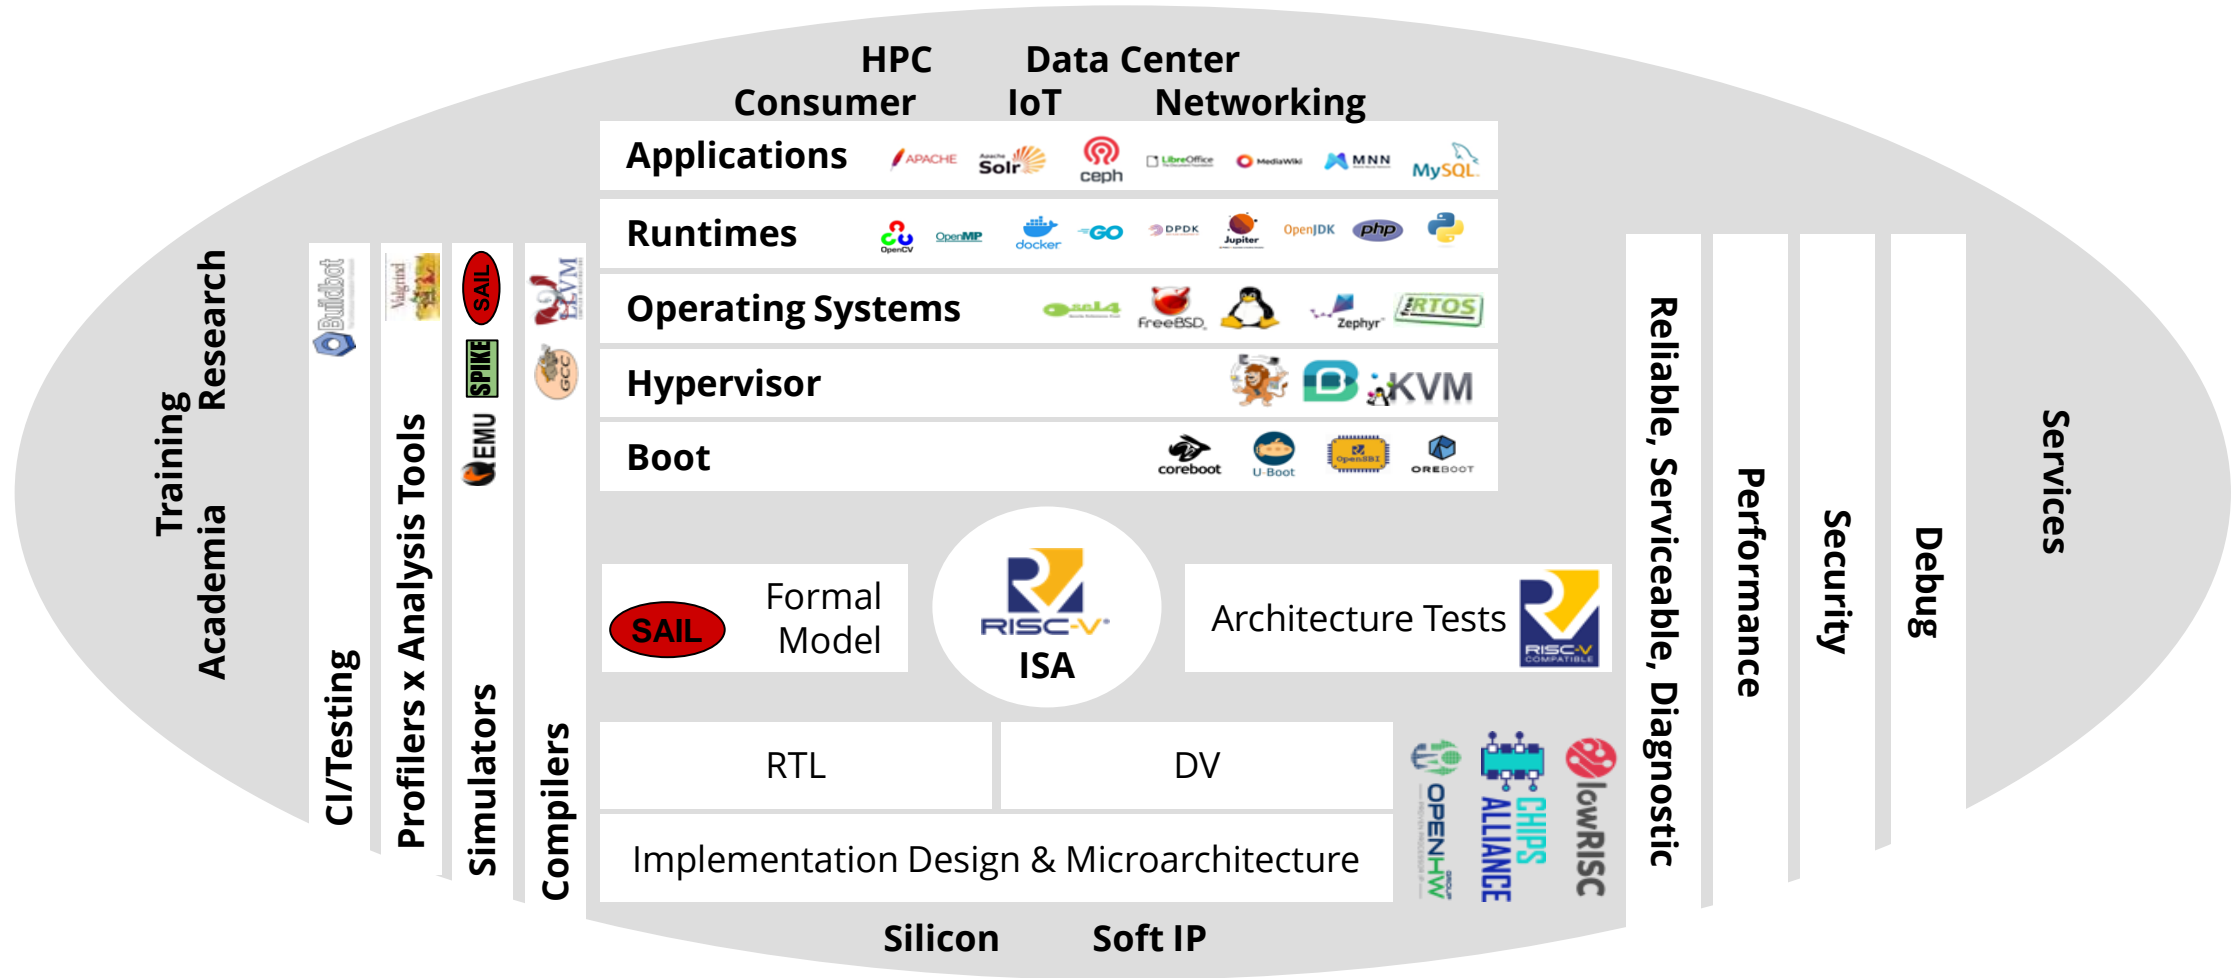 HPC Data Center
Consumer IoT Networking
Applications APACHE Apache Solr ceph LibreOffice MediaWiki MNN MySQL
Runtimes OpenCV OpenMP docker GO DPDK Jupiter OpenJDK php
Operating Systems seL4 FreeBSD Zephyr RTOS
Hypervisor KVM
Boot coreboot U-Boot OpenSBI OREBOOT
Training
Research
Academia
Buildbot
CI/Testing
Valgrind
Profilers x Analysis Tools
SAIL
SPIKE
QEMU
Simulators
LLVM
GCC
Compilers
SAIL
Formal
Model
RISC-V®
ISA
Architecture Tests
RISC-V
COMPATIBLE
RTL
DV
Implementation Design & Microarchitecture
OPENHW
GROUP
CHIPS
ALLIANCE
lowRISC
Silicon Soft IP
Reliable, Serviceable, Diagnostic
Performance
Security
Debug
Services